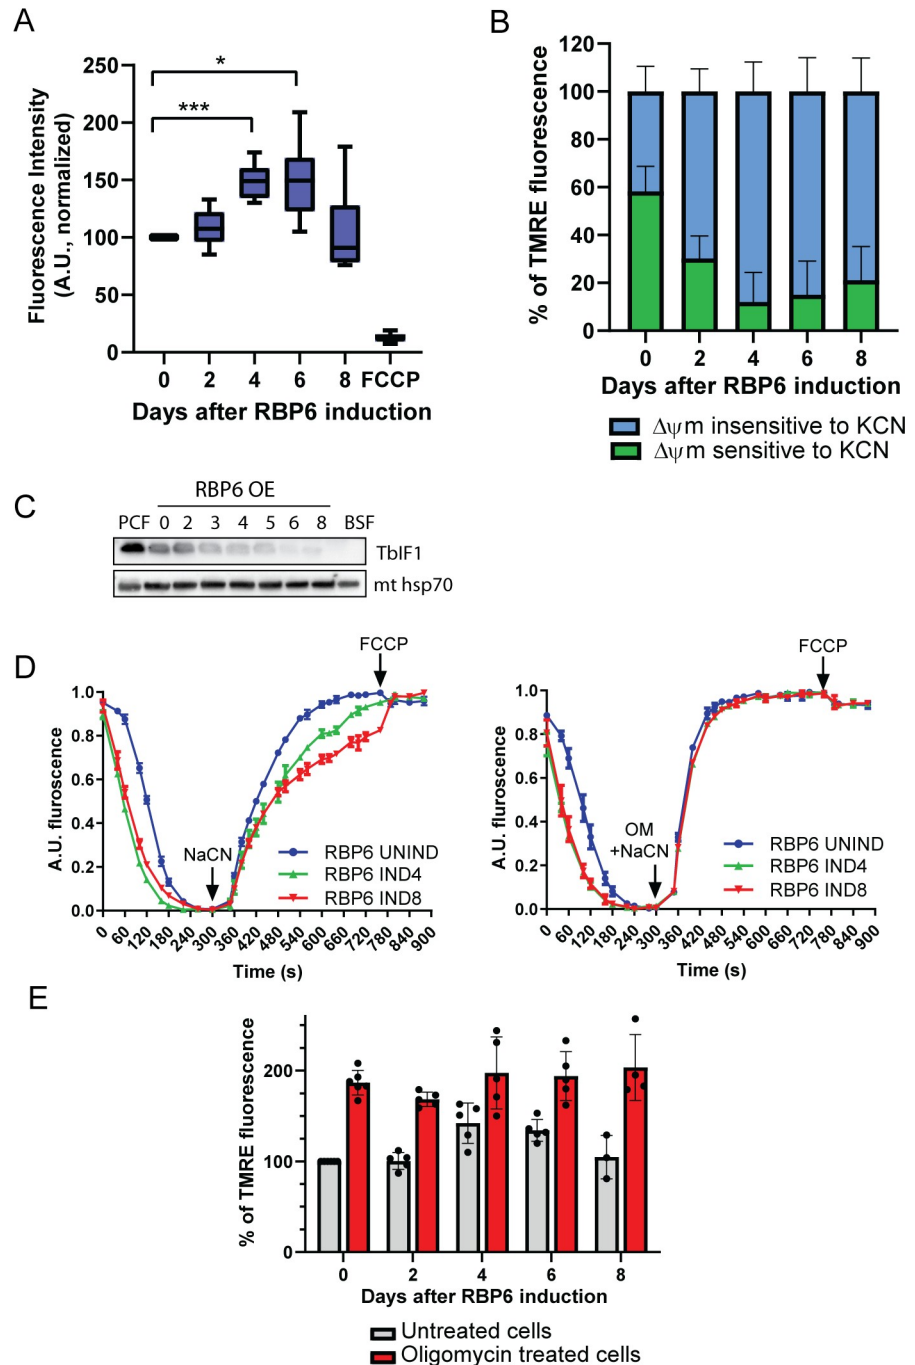 A
Fluorescence Intensity
(A.U., normalized)
250
200
150
100
50
0
*
***
0 2 4 6 8 FCCP
Days after RBP6 induction
B
% of TMRE fluorescence
120
100
80
60
40
20
0
0 2 4 6 8
Days after RBP6 induction
Δψm insensitive to KCN
Δψm sensitive to KCN
C
RBP6 OE
PCF 0 2 3 4 5 6 8 BSF
TbIF1
mt hsp70
D
A.U. fluroscence
1.0
0.8
0.6
0.4
0.2
0.0
FCCP
NaCN
RBP6 UNIND
RBP6 IND4
RBP6 IND8
0 60 120 180 240 300 360 420 480 540 600 660 720 780 840 900
Time (s)
A.U. fluroscence
1.0
0.8
0.6
0.4
0.2
0.0
FCCP
OM
+NaCN
RBP6 UNIND
RBP6 IND4
RBP6 IND8
0 60 120 180 240 300 360 420 480 540 600 660 720 780 840 900
Time (s)
E
% of TMRE fluorescence
200
100
0
0 2 4 6 8
Days after RBP6 induction
Untreated cells
Oligomycin treated cells